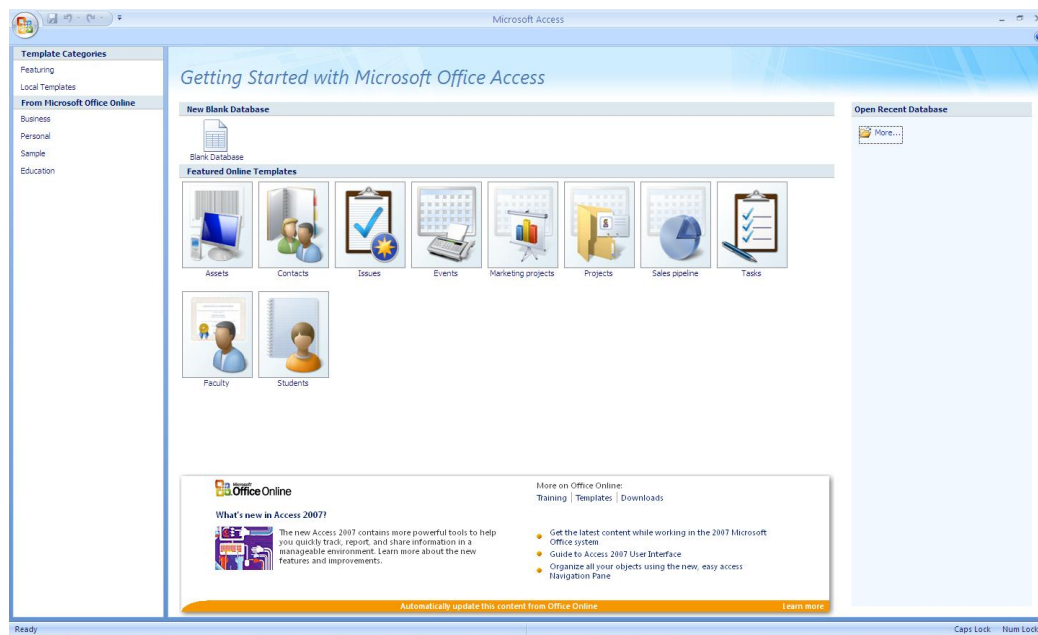 Microsoft Access
Template Categories
Featuring
Local Templates
From Microsoft Office Online
Business
Personal
Sample
Education
Getting Started with Microsoft Office Access
New Blank Database
Blank Database
Featured Online Templates
Assets
Contacts
Issues
Events
Marketing projects
Projects
Sales pipeline
Tasks
Faculty
Students
Open Recent Database
More...
Microsoft
Office Online
What's new in Access 2007?
The new Access 2007 contains more powerful tools to help
you quickly track, report, and share information in a
manageable environment. Learn more about the new
features and improvements.
More on Office Online:
Training | Templates | Downloads
Get the latest content while working in the 2007 Microsoft
Office system
Guide to Access 2007 User Interface
Organize all your objects using the new, easy access
Navigation Pane
Automatically update this content from Office Online
Learn more
Ready
Caps Lock Num Lock